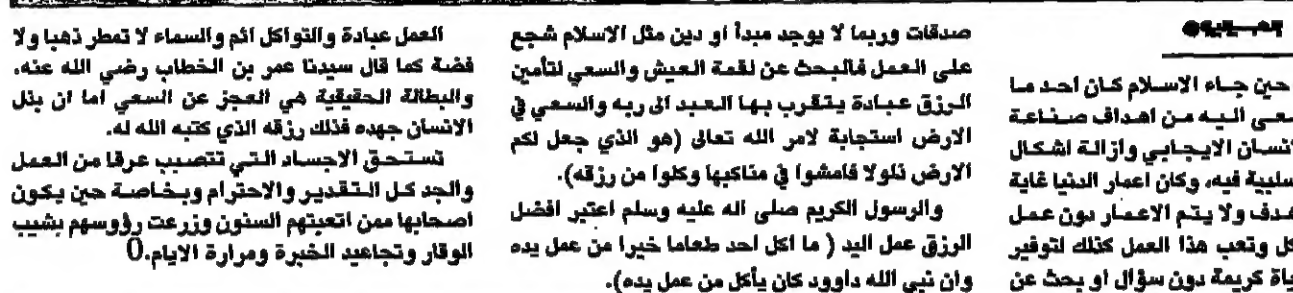 حين جاء الاسلام كان احد ما
سعى اليه من اهداف صناعة
الانسان الايجابي وازالة اشكال
السلبية فيه، وكان اعمار الدنيا غاية
وهدف ولا يتم الاعمار دون عمل
وتعب هذا العمل كذلك لتوفير
حياة كريمة دون سؤال او بحث عن
صدقات وربما لا يوجد مبدأ او دين مثل الاسلام شجع
على العمل فالبحث عن لقمة العيش والسعي لتأمين
الرزق عبادة يتقرب بها العبد الى ربه والسعي في
الارض استجابة لامر الله تعالى (هو الذي جعل لكم
الارض ذلولا فامشوا في مناكبها وكلوا من رزقه).
والرسول الكريم صلى اله عليه وسلم اعتبر افضل
الرزق عمل اليد ( ما اكل احد طعاما خيرا من عمل يده
وان نبي الله داوود كان يأكل من عمل يده).
العمل عبادة والتواكل اثم والسماء لا تمطر ذهبا ولا
فضة كما قال سيدنا عمر بن الخطاب رضي الله عنه.
والبطالة الحقيقية هي العجز عن السعي اما ان بذل
الانسان جهده فذلك رزقه الذي كتبه الله له.
تستحق الاجساد التي تتصبب عرقا من العمل
والجد كل التقدير والاحترام وبخاصة حين يكون
اصحابها ممن اتعبتهم السنون وزرعت رؤوسهم بشيب
الوقار وتجاعيد الخبرة ومرارة الايام.0